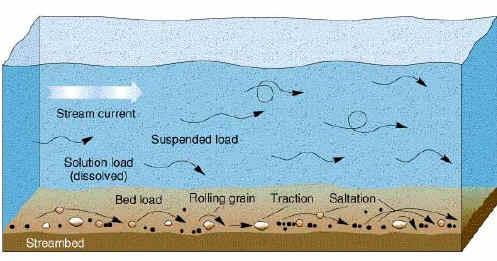 Stream current
Suspended load
Solution load
(dissolved)
Bed load
Rolling grain
Traction
Saltation
Streambed